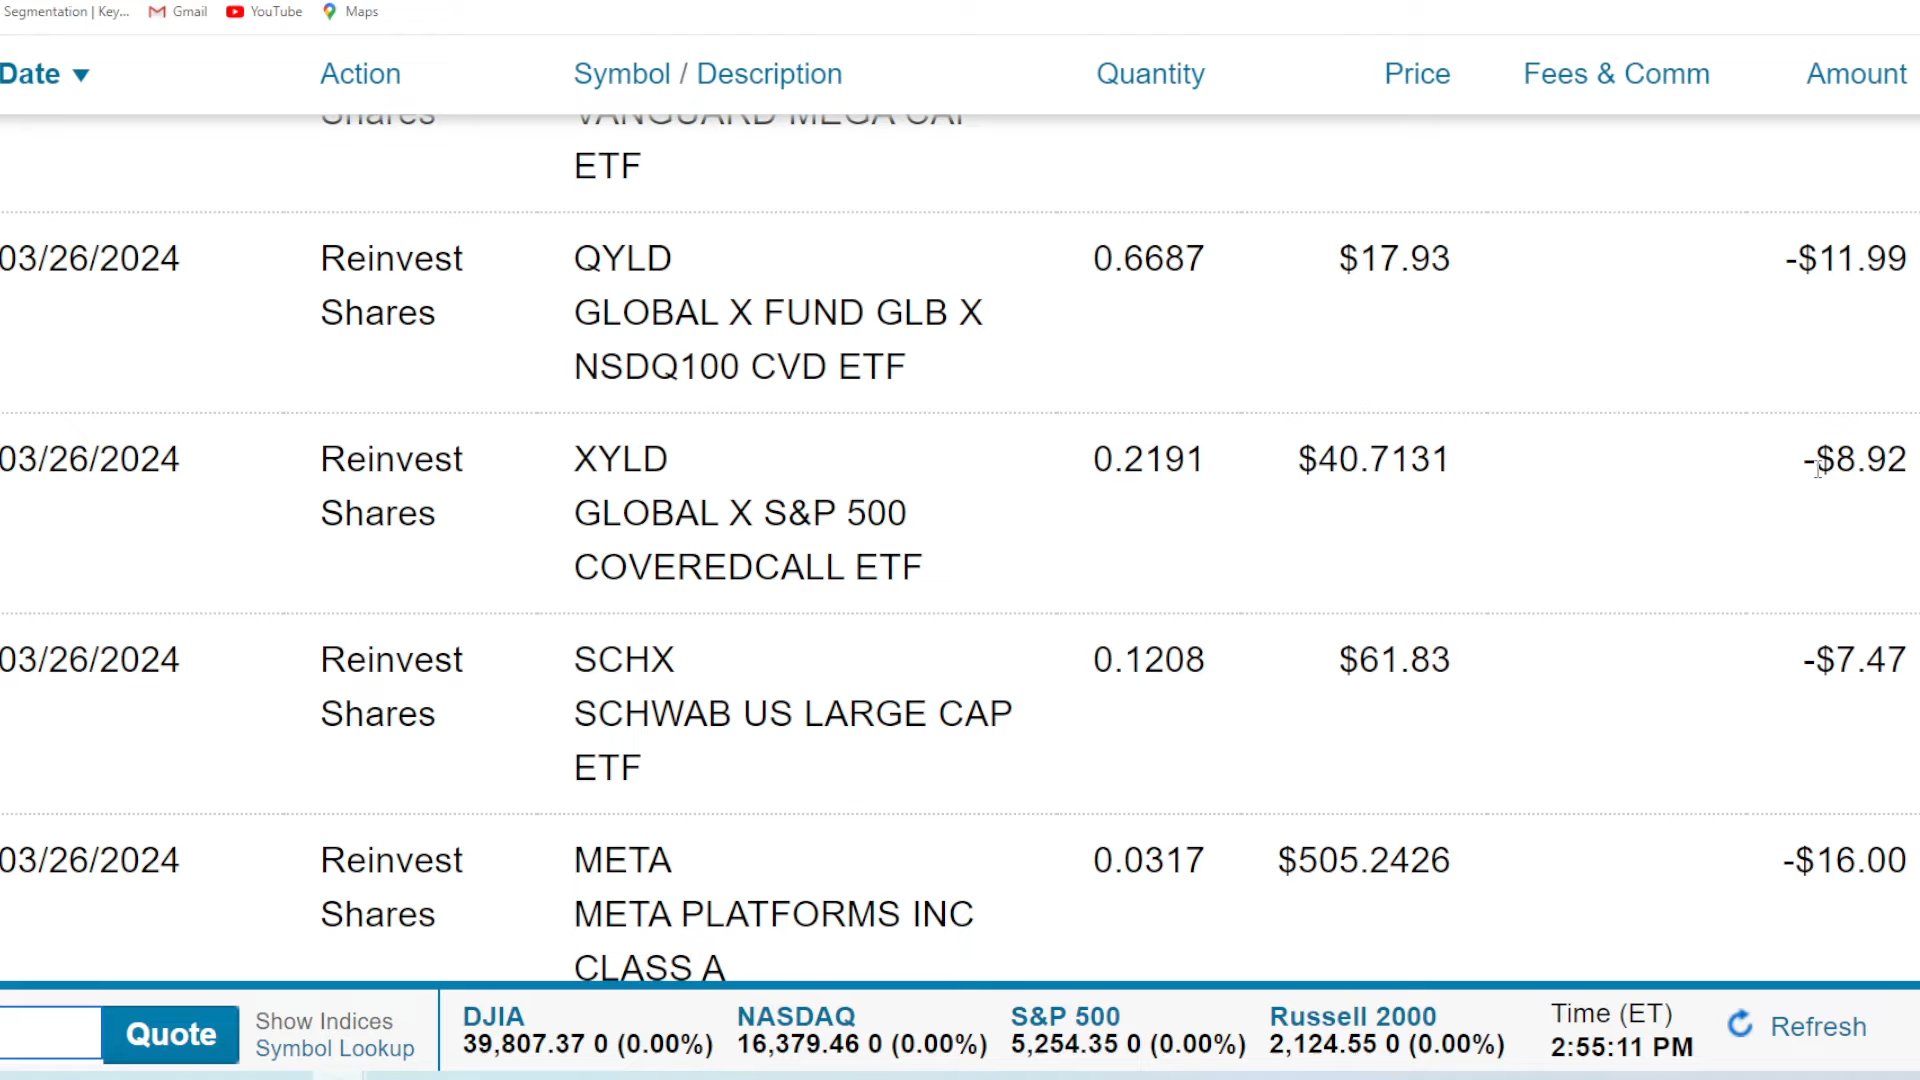 Segmentation | Key... Gmail YouTube Maps
Date ▼ Action Symbol / Description Quantity Price Fees & Comm Amount
Shares VANGUARD MEGA CAP
ETF
03/26/2024 Reinvest QYLD 0.6687 $17.93 -$11.99
Shares GLOBAL X FUND GLB X
NSDQ100 CVD ETF
03/26/2024 Reinvest XYLD 0.2191 $40.7131 -$8.92
Shares GLOBAL X S&P 500
COVEREDCALL ETF
03/26/2024 Reinvest SCHX 0.1208 $61.83 -$7.47
Shares SCHWAB US LARGE CAP
ETF
03/26/2024 Reinvest META 0.0317 $505.2426 -$16.00
Shares META PLATFORMS INC
CLASS A
Quote Show Indices DJIA NASDAQ S&P 500 Russell 2000 Time (ET) Refresh
Symbol Lookup 39,807.37 0 (0.00%) 16,379.46 0 (0.00%) 5,254.35 0 (0.00%) 2,124.55 0 (0.00%) 2:55:11 PM